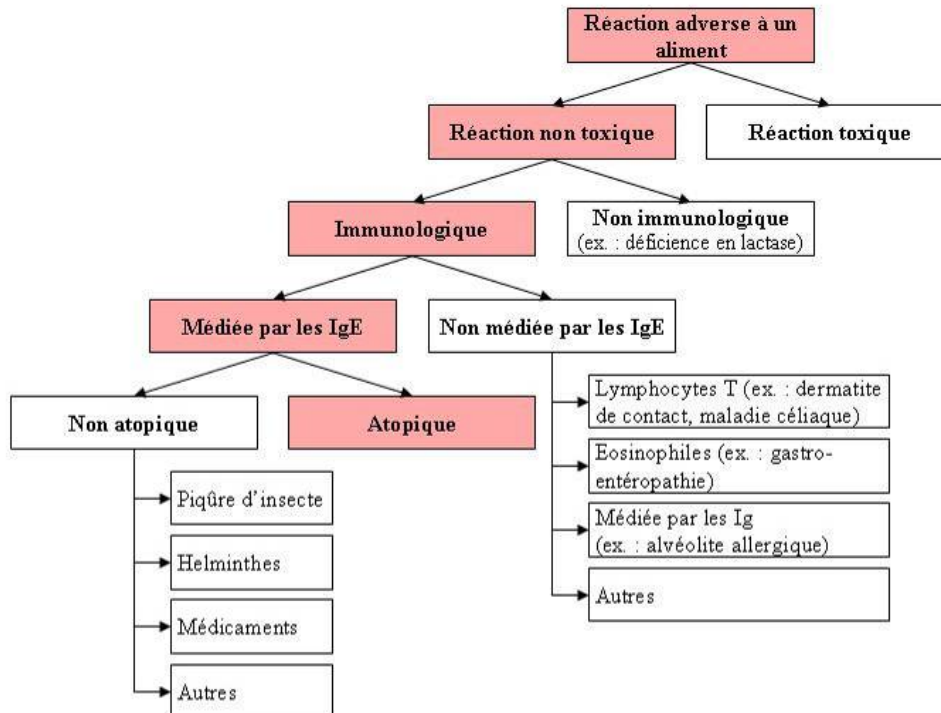 Réaction adverse à un
aliment
Réaction non toxique
Réaction toxique
Immunologique
Non immunologique
(ex. : déficience en lactase)
Médiée par les IgE
Non médiée par les IgE
Non atopique
Atopique
Lymphocytes T (ex. : dermatite
de contact, maladie céliaque)
Eosinophiles (ex. : gastro-
entéropathie)
Médiée par les Ig
(ex. : alvéolite allergique)
Autres
Piqûre d'insecte
Helminthes
Médicaments
Autres